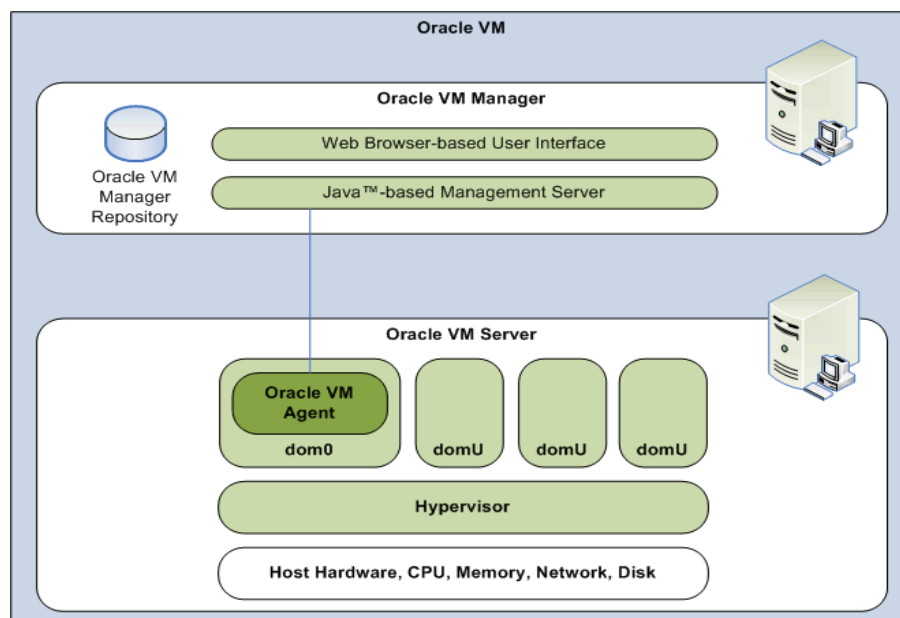 Oracle VM
Oracle VM Manager
Web Browser-based User Interface
Java™-based Management Server
Oracle VM
Manager
Repository
Oracle VM Server
Oracle VM
Agent
dom0
domU
domU
domU
Hypervisor
Host Hardware, CPU, Memory, Network, Disk